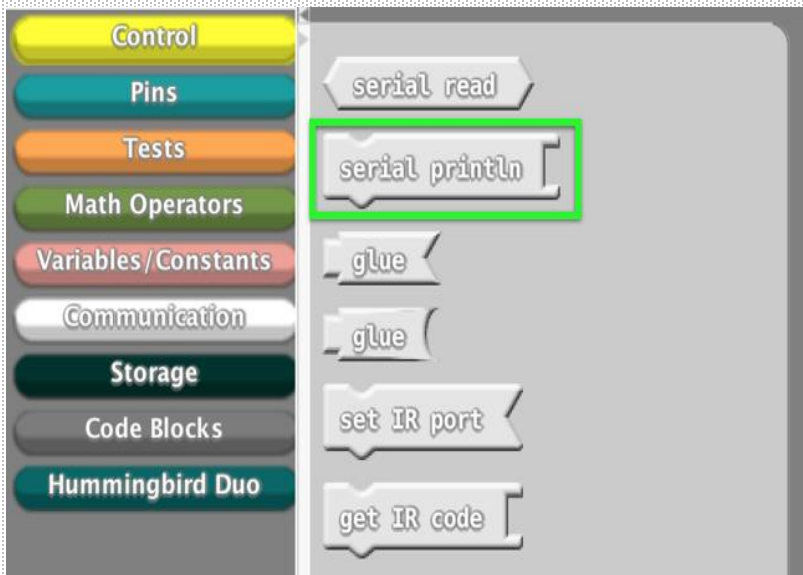 Control
Pins
Tests
Math Operators
Variables/Constants
Communication
Storage
Code Blocks
Hummingbird Duo
serial read
serial println
glue
glue
set IR port
get IR code